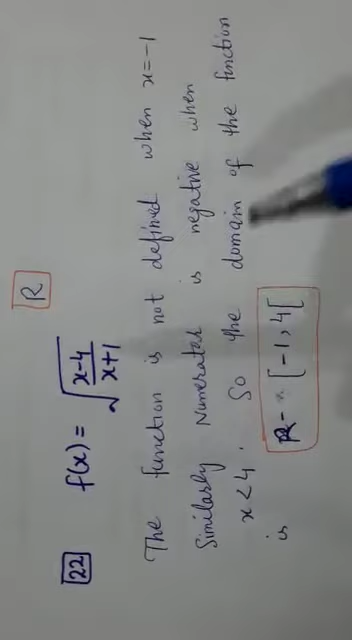 R
22 f(x) = √((x-4)/(x+1))
The function is not defined when x=-1
Similarly Numerator is negative when
x<4. So the domain of the function
is R - [-1, 4[